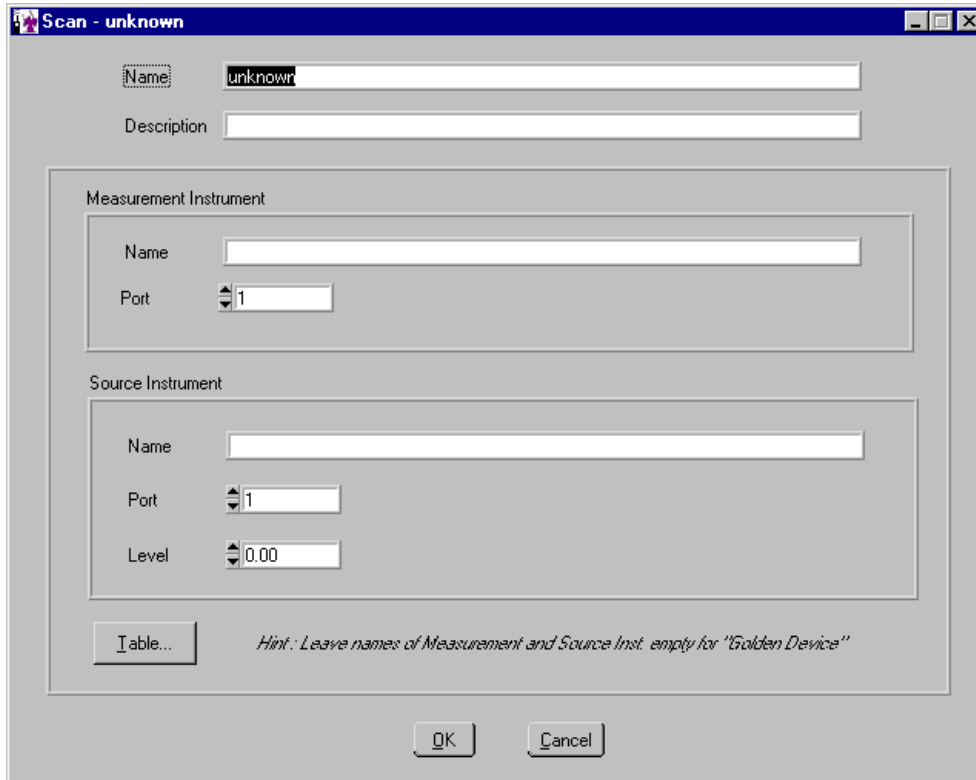 Scan - unknown
Name unknown
Description
Measurement Instrument
Name
Port 1
Source Instrument
Name
Port 1
Level 0.00
Table... Hint : Leave names of Measurement and Source Inst. empty for "Golden Device"
OK Cancel